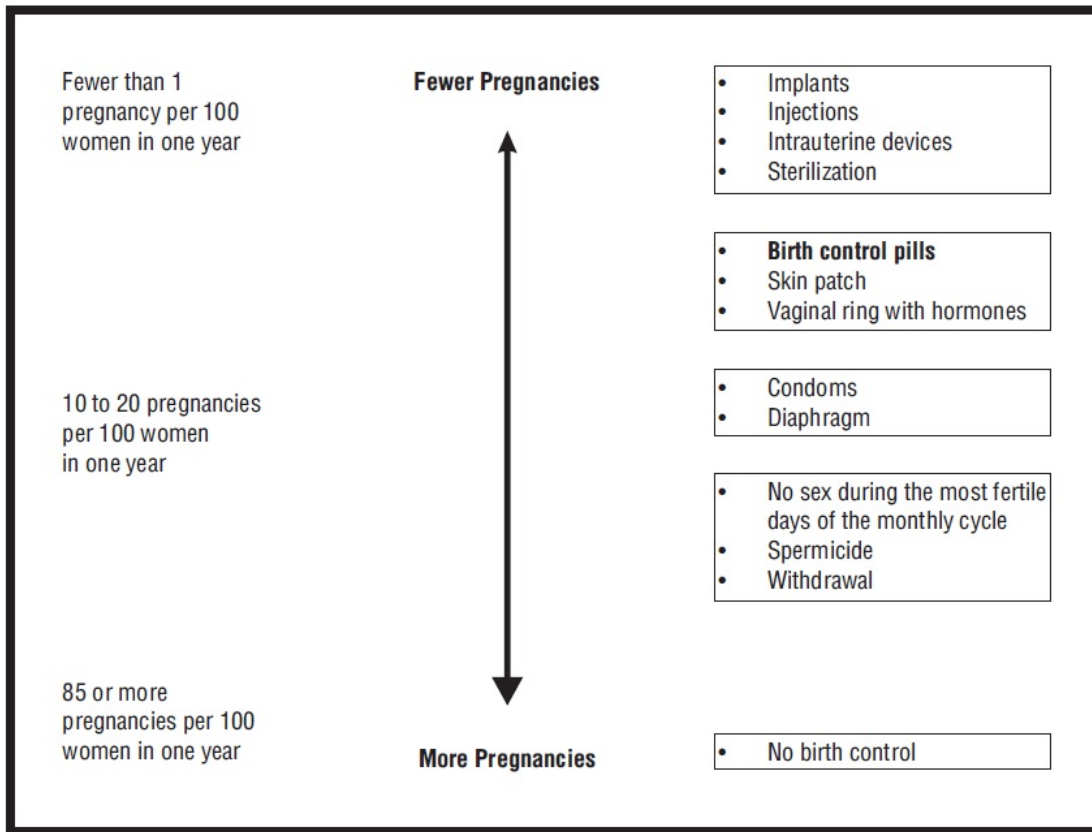 Fewer than 1
pregnancy per 100
women in one year
Fewer Pregnancies
• Implants
• Injections
• Intrauterine devices
• Sterilization
• Birth control pills
• Skin patch
• Vaginal ring with hormones
10 to 20 pregnancies
per 100 women
in one year
• Condoms
• Diaphragm
• No sex during the most fertile
days of the monthly cycle
• Spermicide
• Withdrawal
85 or more
pregnancies per 100
women in one year
More Pregnancies
• No birth control